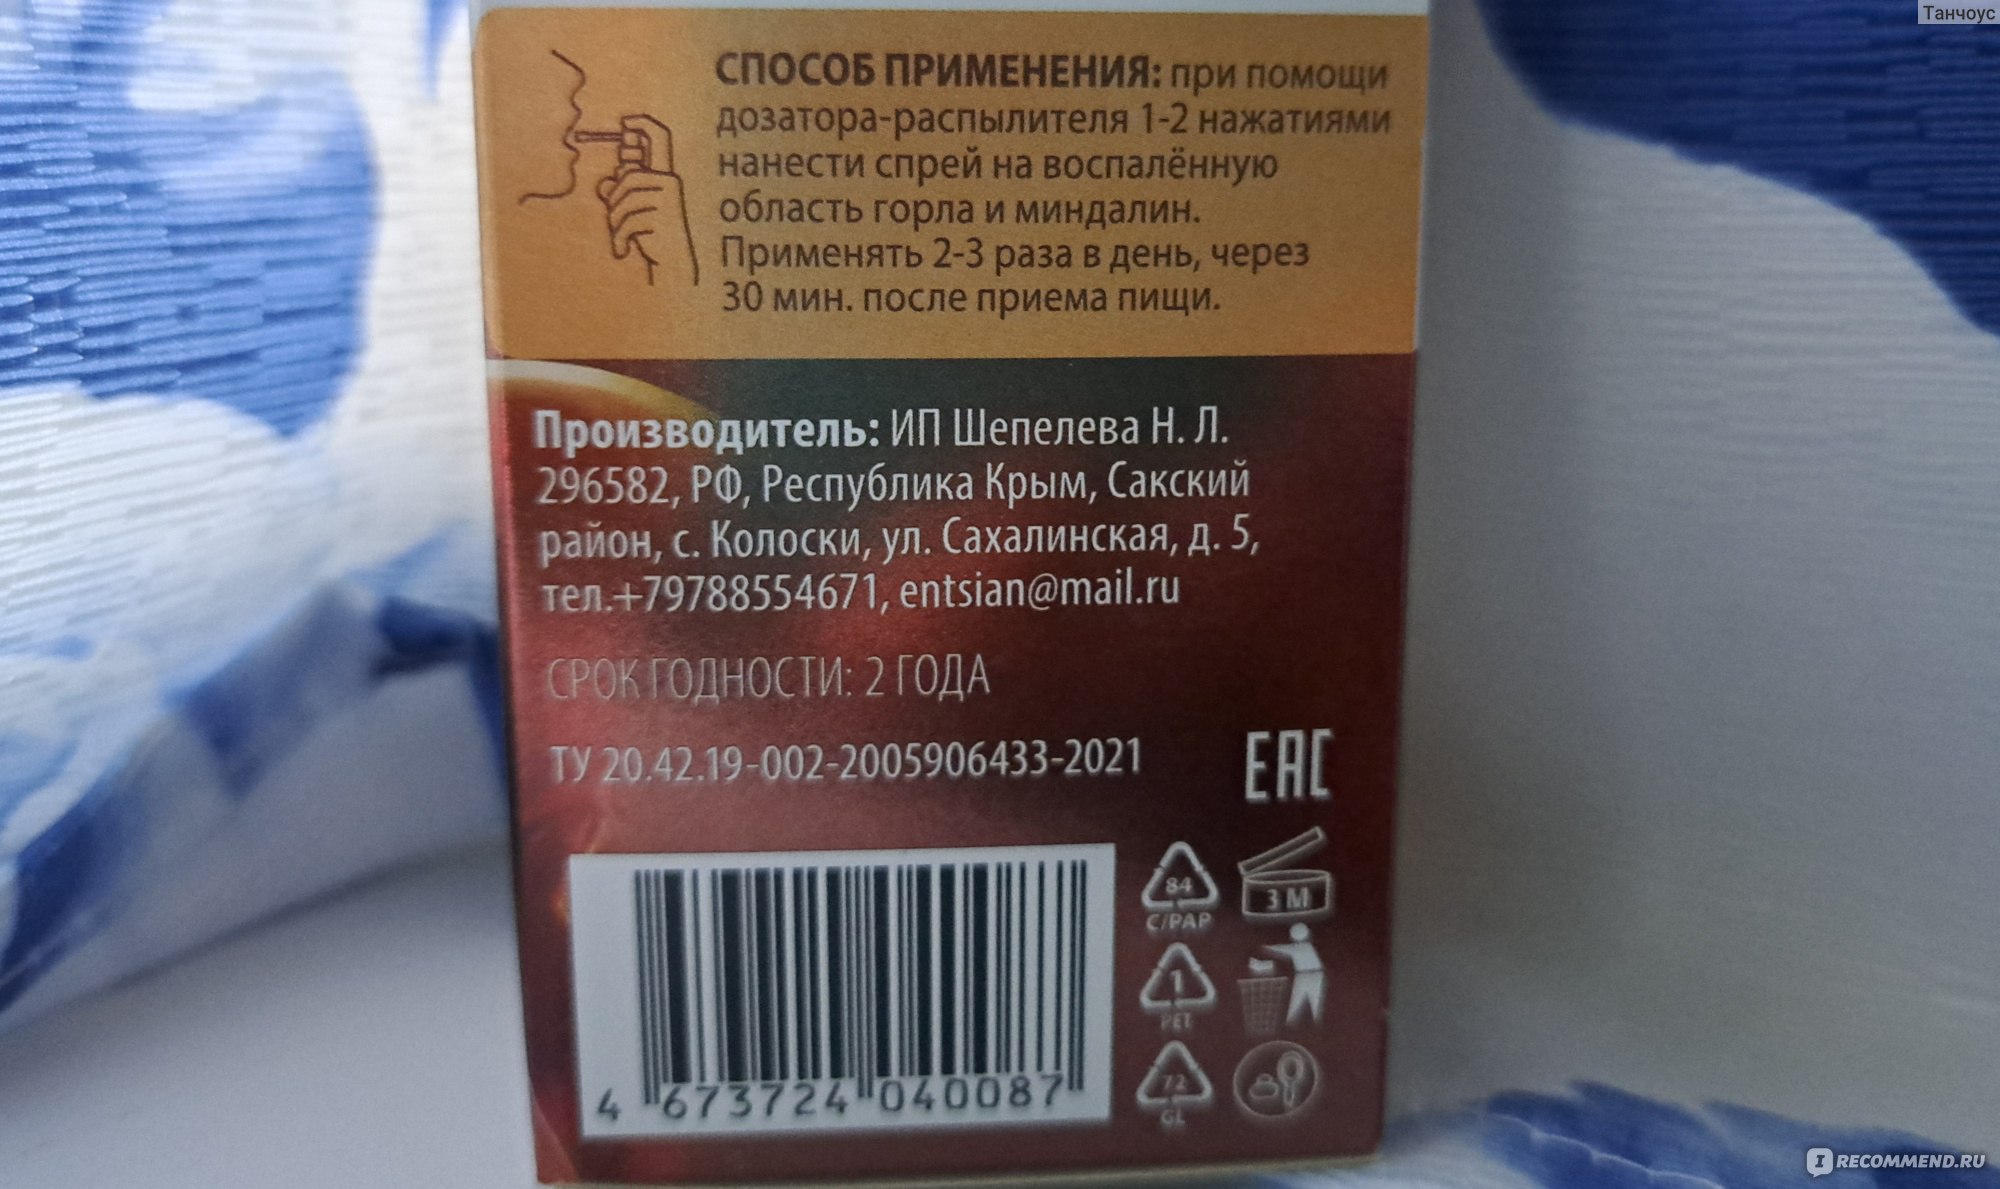 Танчоус
СПОСОБ ПРИМЕНЕНИЯ: при помощи
дозатора-распылителя 1-2 нажатиями
нанести спрей на воспалённую
область горла и миндалин.
Применять 2-3 раза в день, через
30 мин. после приема пищи.
Производитель: ИП Шепелева Н. Л.
296582, РФ, Республика Крым, Сакский
район, с. Колоски, ул. Сахалинская, д. 5,
тел.+79788554671, entsian@mail.ru
СРОК ГОДНОСТИ: 2 ГОДА
ТУ 20.42.19-002-2005906433-2021
EAC
84
C/PAP
3 М
1
PET
72
GL
4 673724 040087
IRECOMMEND.RU